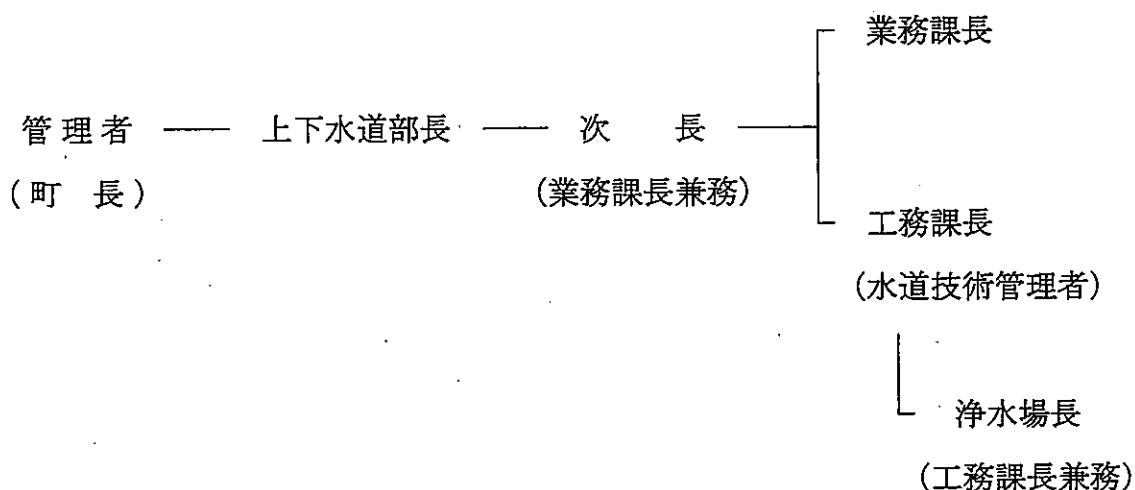 業務課長
管理者 上下水道部長 次 長
(町 長) (業務課長兼務)
工務課長
(水道技術管理者)
浄水場長
(工務課長兼務)